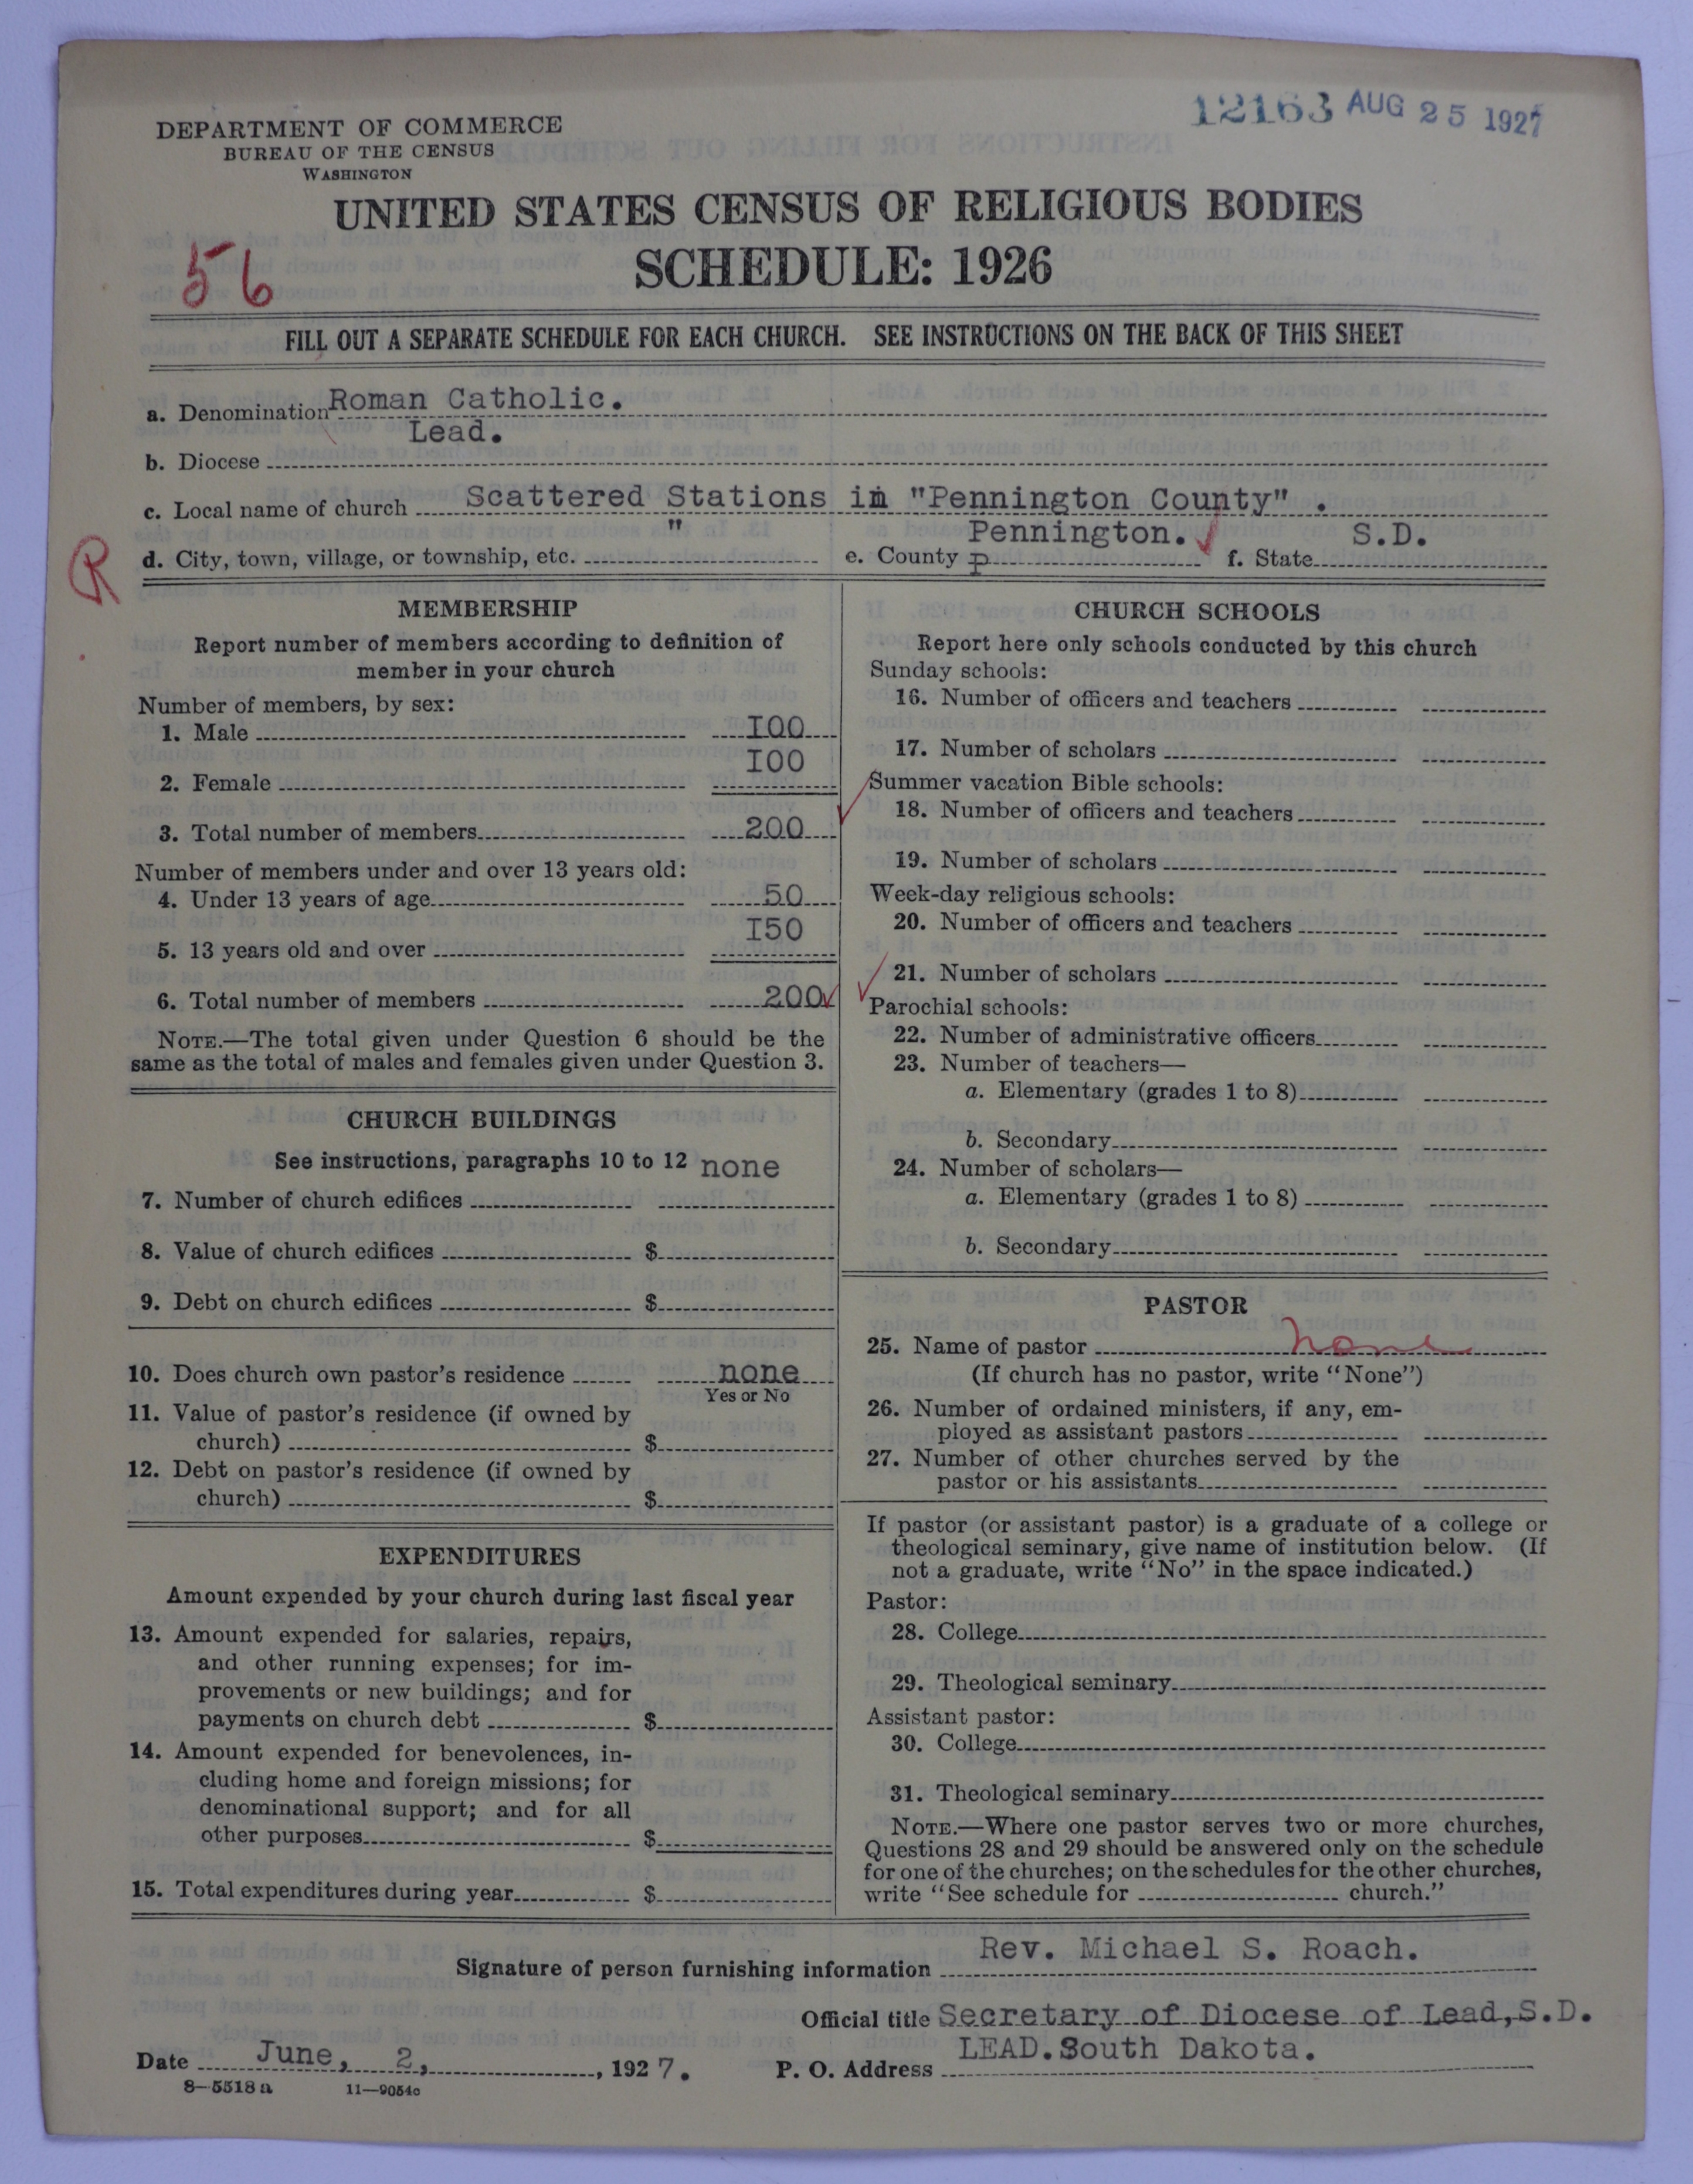 12163 AUG 25 1927
DEPARTMENT OF COMMERCE
BUREAU OF THE CENSUS
WASHINGTON
UNITED STATES CENSUS OF RELIGIOUS BODIES
SCHEDULE: 1926
56
FILL OUT A SEPARATE SCHEDULE FOR EACH CHURCH. SEE INSTRUCTIONS ON THE BACK OF THIS SHEET
a. Denomination Roman Catholic.
b. Diocese Lead.
c. Local name of church Scattered Stations in "Pennington County" .
R
d. City, town, village, or township, etc. " e. County Pennington. p f. State S.D.
MEMBERSHIP
Report number of members according to definition of
member in your church
Number of members, by sex:
1. Male I00
2. Female I00
3. Total number of members 200
Number of members under and over 13 years old:
4. Under 13 years of age 50
5. 13 years old and over I50
6. Total number of members 200
NOTE.—The total given under Question 6 should be the
same as the total of males and females given under Question 3.
CHURCH BUILDINGS
See instructions, paragraphs 10 to 12
7. Number of church edifices none
8. Value of church edifices $
9. Debt on church edifices $
10. Does church own pastor's residence none
Yes or No
11. Value of pastor's residence (if owned by
church) $
12. Debt on pastor's residence (if owned by
church) $
EXPENDITURES
Amount expended by your church during last fiscal year
13. Amount expended for salaries, repairs,
and other running expenses; for im-
provements or new buildings; and for
payments on church debt $
14. Amount expended for benevolences, in-
cluding home and foreign missions; for
denominational support; and for all
other purposes $
15. Total expenditures during year $
CHURCH SCHOOLS
Report here only schools conducted by this church
Sunday schools:
16. Number of officers and teachers
17. Number of scholars
Summer vacation Bible schools:
18. Number of officers and teachers
19. Number of scholars
Week-day religious schools:
20. Number of officers and teachers
21. Number of scholars
Parochial schools:
22. Number of administrative officers
23. Number of teachers—
a. Elementary (grades 1 to 8)
b. Secondary
24. Number of scholars—
a. Elementary (grades 1 to 8)
b. Secondary
PASTOR
25. Name of pastor none
(If church has no pastor, write "None")
26. Number of ordained ministers, if any, em-
ployed as assistant pastors
27. Number of other churches served by the
pastor or his assistants
If pastor (or assistant pastor) is a graduate of a college or
theological seminary, give name of institution below. (If
not a graduate, write "No" in the space indicated.)
Pastor:
28. College
29. Theological seminary
Assistant pastor:
30. College
31. Theological seminary
NOTE.—Where one pastor serves two or more churches,
Questions 28 and 29 should be answered only on the schedule
for one of the churches; on the schedules for the other churches,
write "See schedule for church."
Signature of person furnishing information Rev. Michael S. Roach.
Official title Secretary of Diocese of Lead,S.D.
Date June, 2, , 1927. P. O. Address LEAD.South Dakota.
8-5518 a 11-9054c